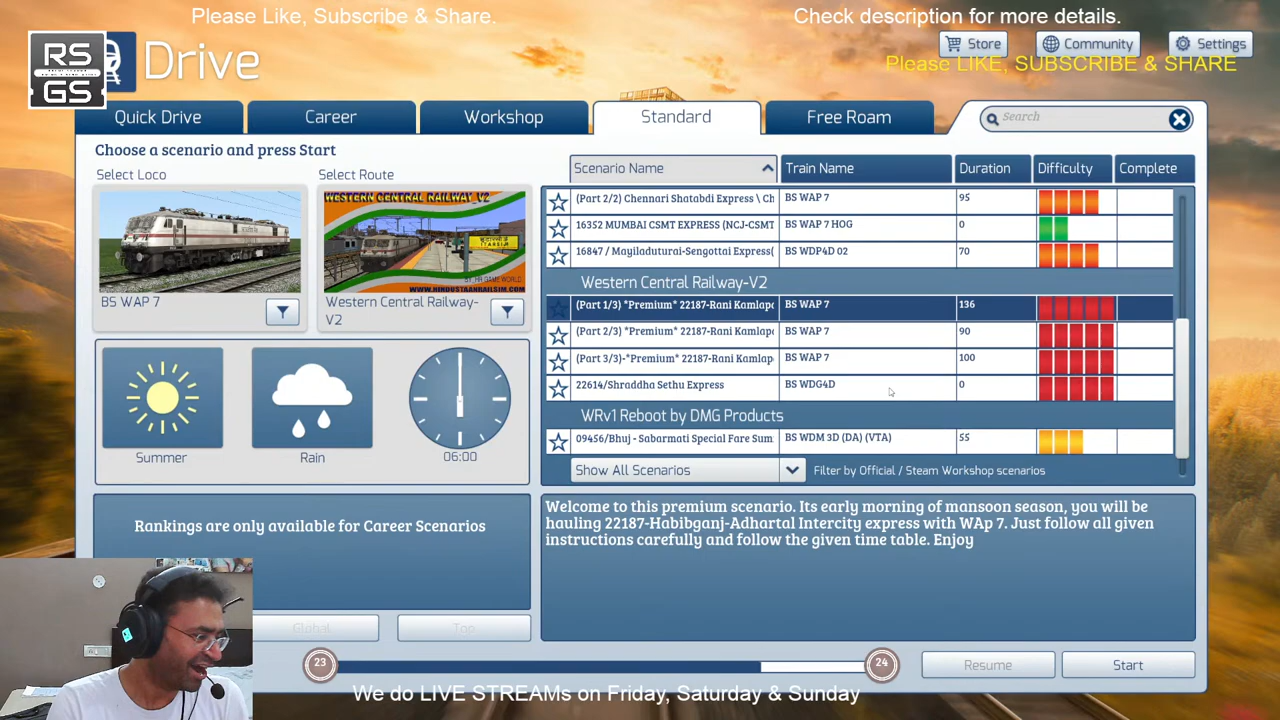 Please Like, Subscribe & Share.
Check description for more details.
RS
GS
Drive
Store
Community
Settings
Please LIKE, SUBSCRIBE & SHARE
Quick Drive
Career
Workshop
Standard
Free Roam
Search
Choose a scenario and press Start
Select Loco
Select Route
BS WAP 7
WESTERN CENTRAL RAILWAY_V2
WWW.HINDUSTAANRAILSIM.COM
Western Central Railway-
V2
Scenario Name
Train Name
Duration
Difficulty
Complete
(Part 2/2) Chennari Shatabdi Express \ Ch
BS WAP 7
95
16352 MUMBAI CSMT EXPRESS (NCJ-CSMT
BS WAP 7 HOG
0
16847 / Mayiladuturai-Sengottai Express(
BS WDP4D 02
70
Western Central Railway-V2
(Part 1/3) *Premium* 22187-Rani Kamlapa
BS WAP 7
136
(Part 2/3) *Premium* 22187-Rani Kamlapa
BS WAP 7
90
(Part 3/3)-*Premium* 22187-Rani Kamlap
BS WAP 7
100
22614/Shraddha Sethu Express
BS WDG4D
0
WRv1 Reboot by DMG Products
09456/Bhuj - Sabarmati Special Fare Sum
BS WDM 3D (DA) (VTA)
55
Show All Scenarios
Filter by Official / Steam Workshop scenarios
Summer
Rain
06:00
Rankings are only available for Career Scenarios
Welcome to this premium scenario. Its early morning of mansoon season, you will be
hauling 22187-Habibganj-Adhartal Intercity express with WAp 7. Just follow all given
instructions carefully and follow the given time table. Enjoy
Global
Top
23
24
Resume
Start
We do LIVE STREAMs on Friday, Saturday & Sunday